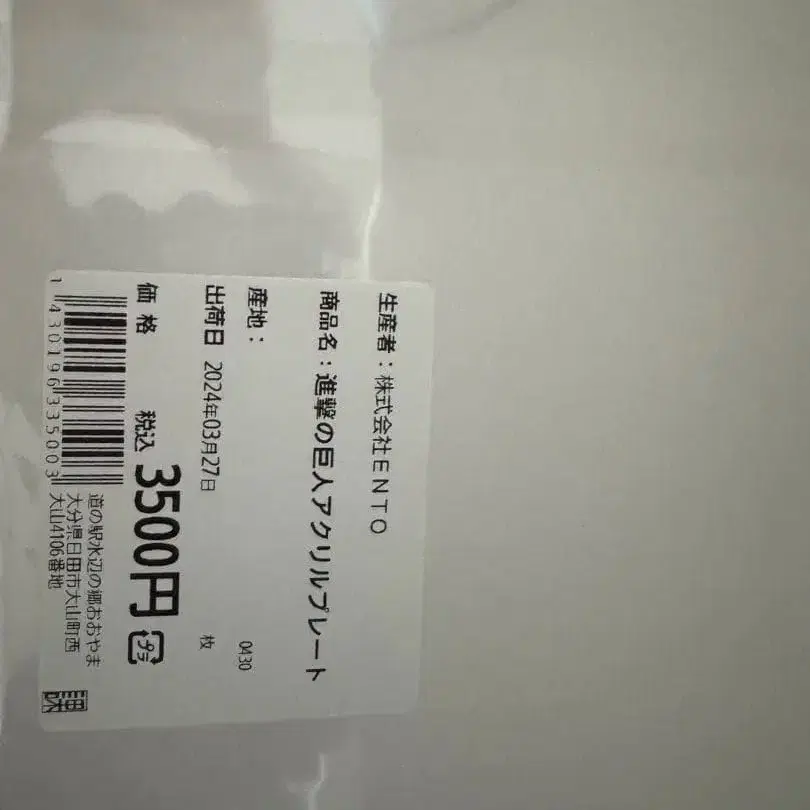 生産者：株式会社ENTO
商品名：進撃の巨人アクリルプレート
産地： 0430
出荷日 2024年03月27日 枚
価格 税込 3500円 プラ
1430196335003
道の駅水辺の郷おおやま
大分県日田市大山町西
大山4106番地
課